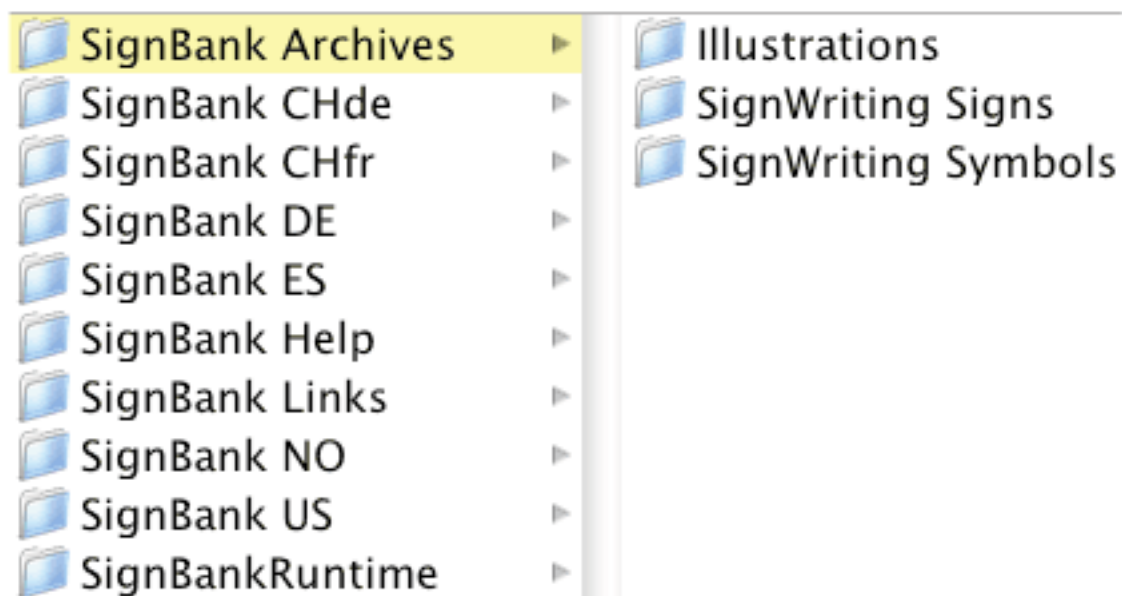 SignBank Archives
SignBank CHde
SignBank CHfr
SignBank DE
SignBank ES
SignBank Help
SignBank Links
SignBank NO
SignBank US
SignBankRuntime
Illustrations
SignWriting Signs
SignWriting Symbols